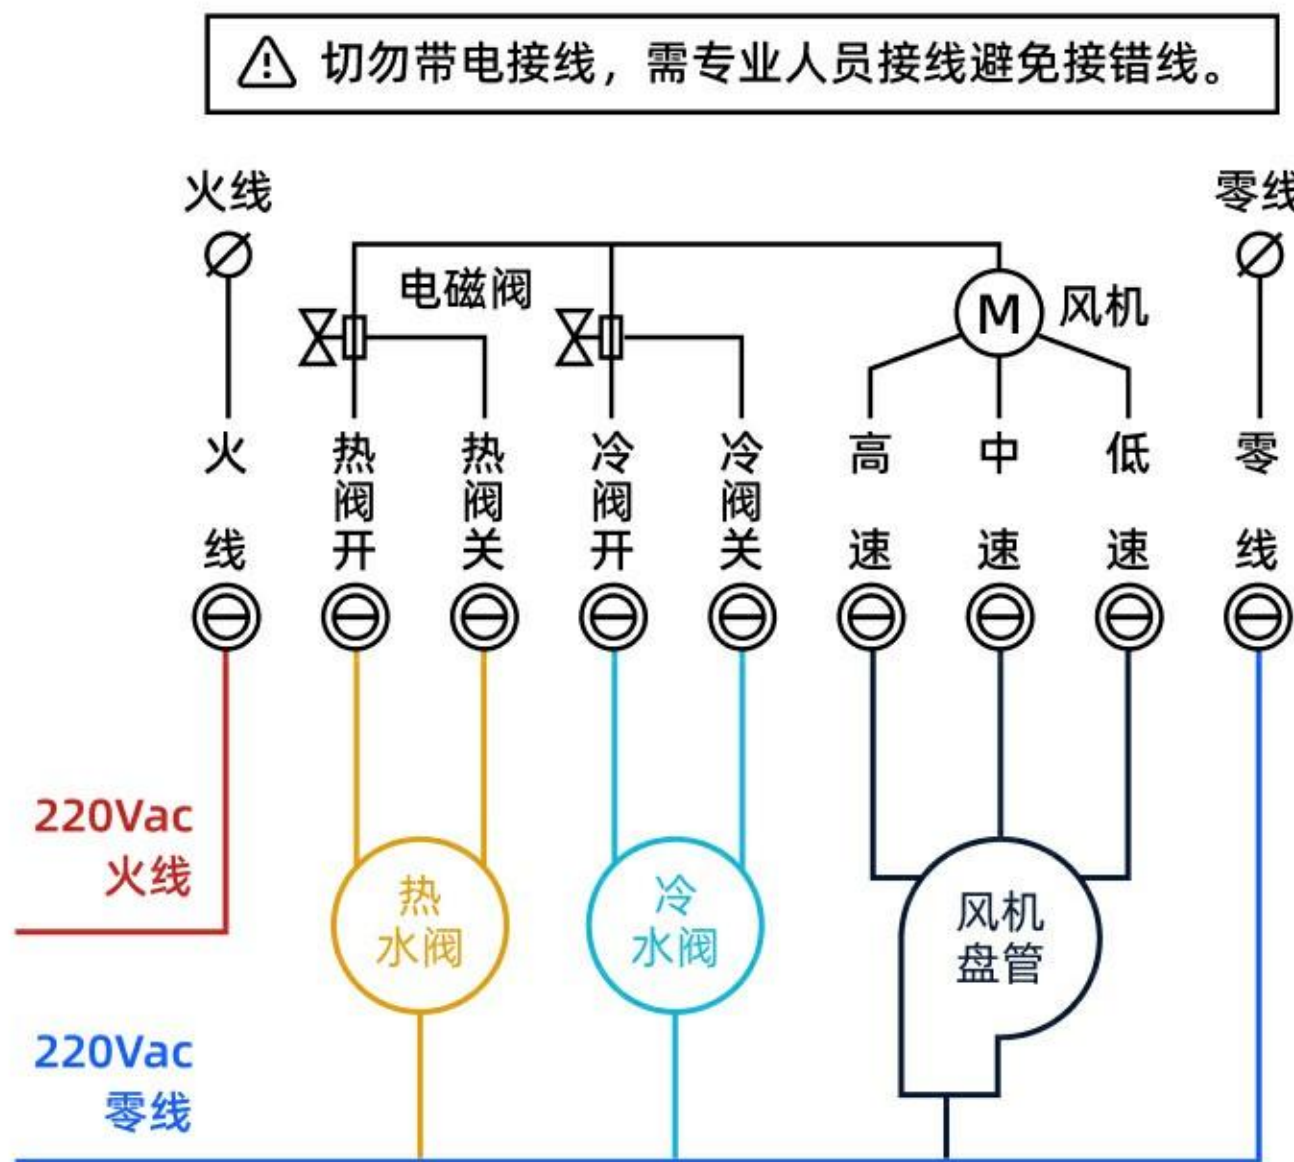 切勿带电接线，需专业人员接线避免接错线。
火线
零线
电磁阀
M
风机
火线
热阀开
热阀关
冷阀开
冷阀关
高速
中速
低速
零线
220Vac
火线
热
水阀
冷
水阀
风机
盘管
220Vac
零线